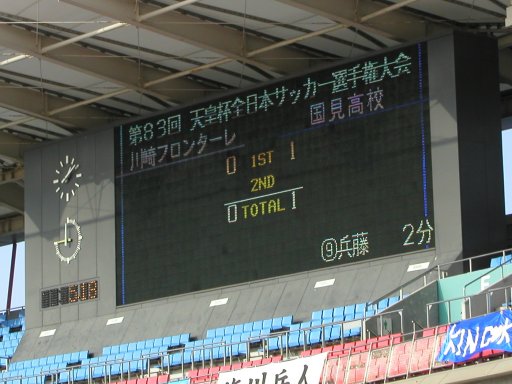 第83回 天皇杯全日本サッカー選手権大会
川崎フロンターレ 国見高校
0 1ST 1
2ND
0 TOTAL 1
⑨兵藤 2分